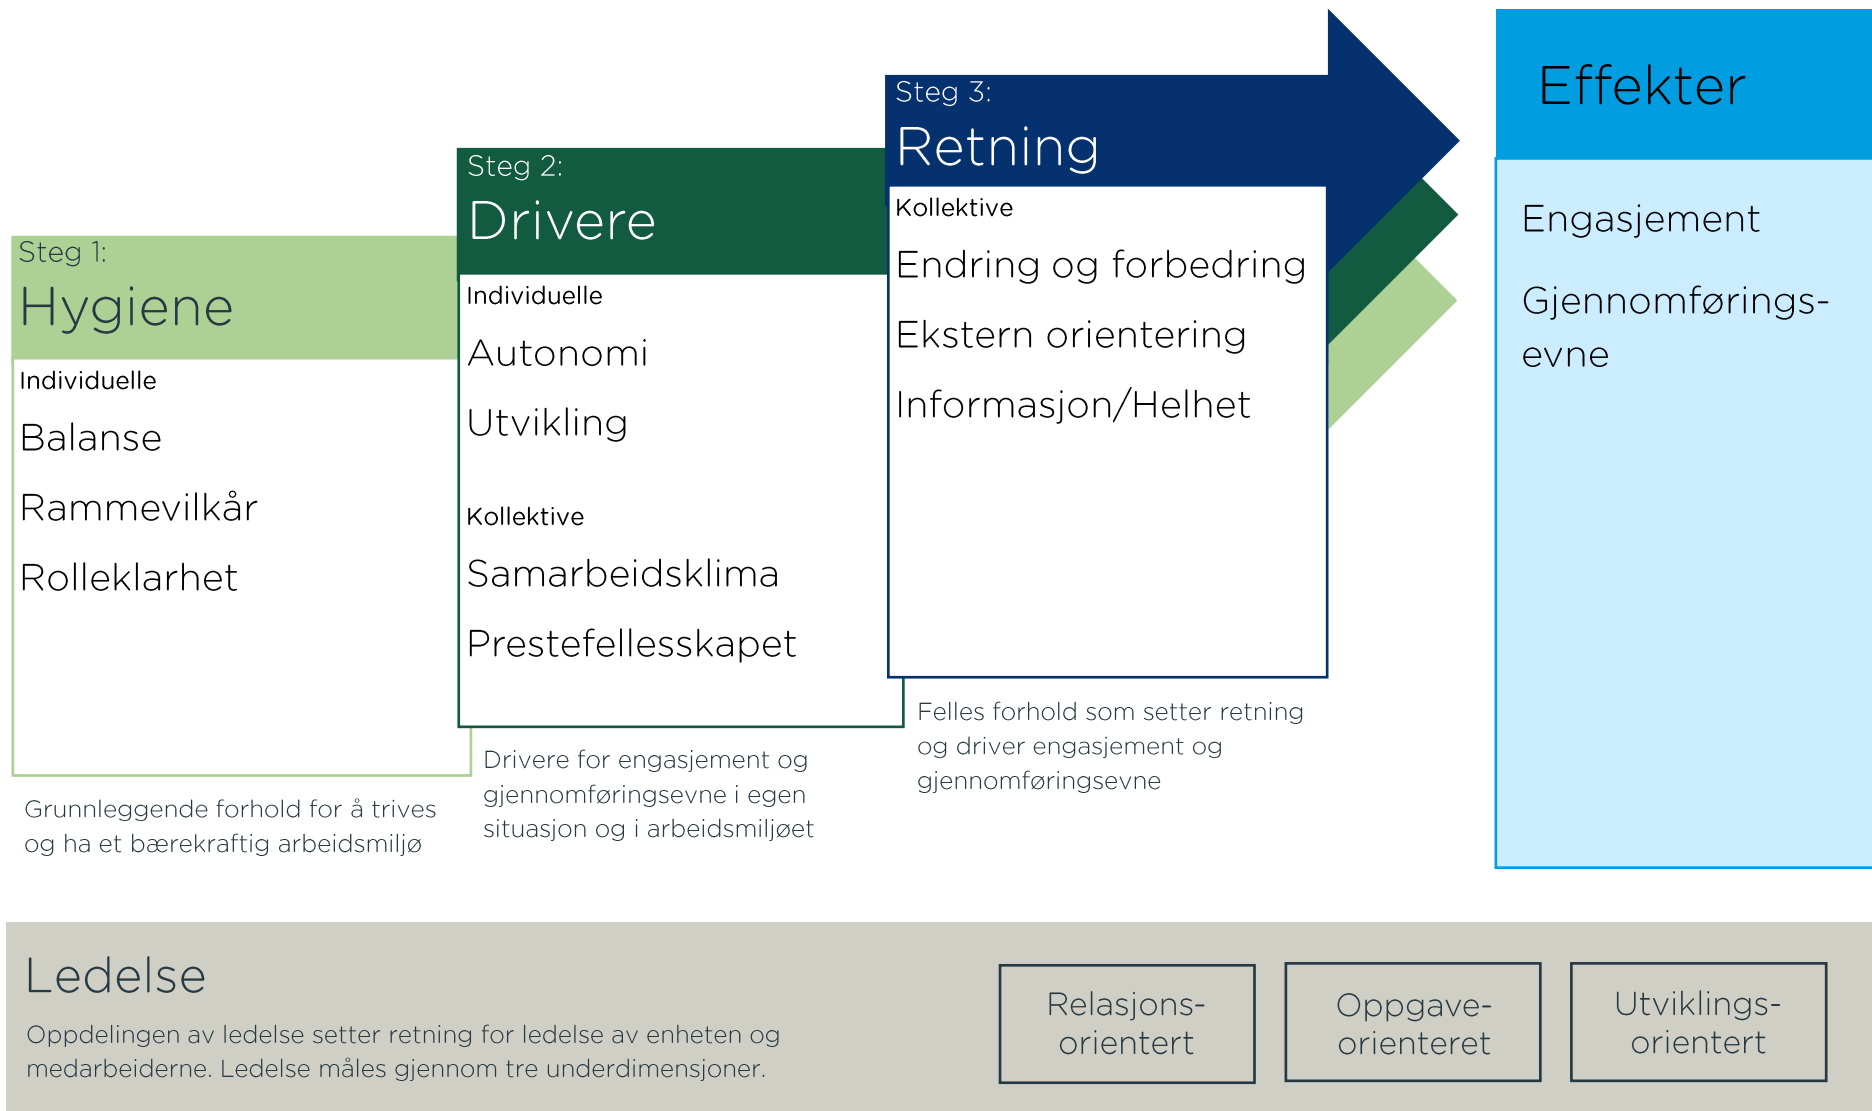 Steg 1:
Hygiene
Individuelle
Balanse
Rammevilkår
Rolleklarhet
Grunnleggende forhold for å trives
og ha et bærekraftig arbeidsmiljø
Steg 2:
Drivere
Individuelle
Autonomi
Utvikling
Kollektive
Samarbeidsklima
Prestefellesskapet
Drivere for engasjement og
gjennomføringsevne i egen
situasjon og i arbeidsmiljøet
Steg 3:
Retning
Kollektive
Endring og forbedring
Ekstern orientering
Informasjon/Helhet
Felles forhold som setter retning
og driver engasjement og
gjennomføringsevne
Effekter
Engasjement
Gjennomførings-
evne
Ledelse
Oppdelingen av ledelse setter retning for ledelse av enheten og
medarbeiderne. Ledelse måles gjennom tre underdimensjoner.
Relasjons-
orientert
Oppgave-
orienteret
Utviklings-
orientert